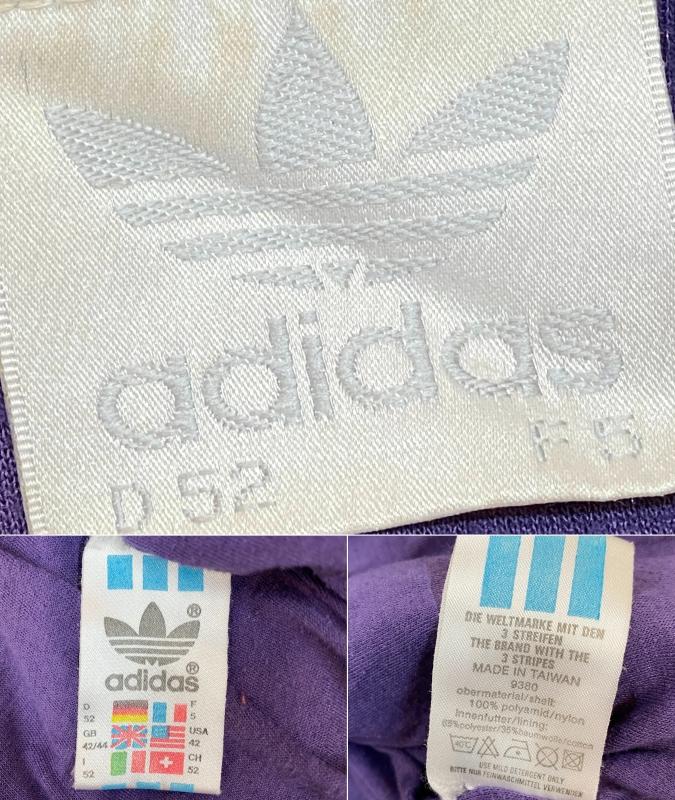 adidas
D 52
F 5
®
®
adidas
D
52
F
5
GB
42/44
USA
42
I
52
CH
52
DIE WELTMARKE MIT DEN
3 STREIFEN
THE BRAND WITH THE
3 STRIPES
MADE IN TAIWAN
9380
obermaterial/shell:
100% polyamid/nylon
innenfutter/lining:
65%polyester/35%baumwolle/cotton
40°C
USE MILD DETERGENT ONLY
BITTE NUR FEINWASCHMITTEL VERWENDEN